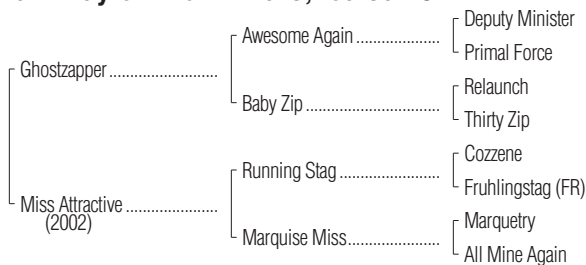 Deputy Minister
Awesome Again
Primal Force
Ghostzapper
Relaunch
Baby Zip
Thirty Zip
Cozzene
Running Stag
Fruhlingstag (FR)
Miss Attractive
(2002)
Marquetry
Marquise Miss
All Mine Again